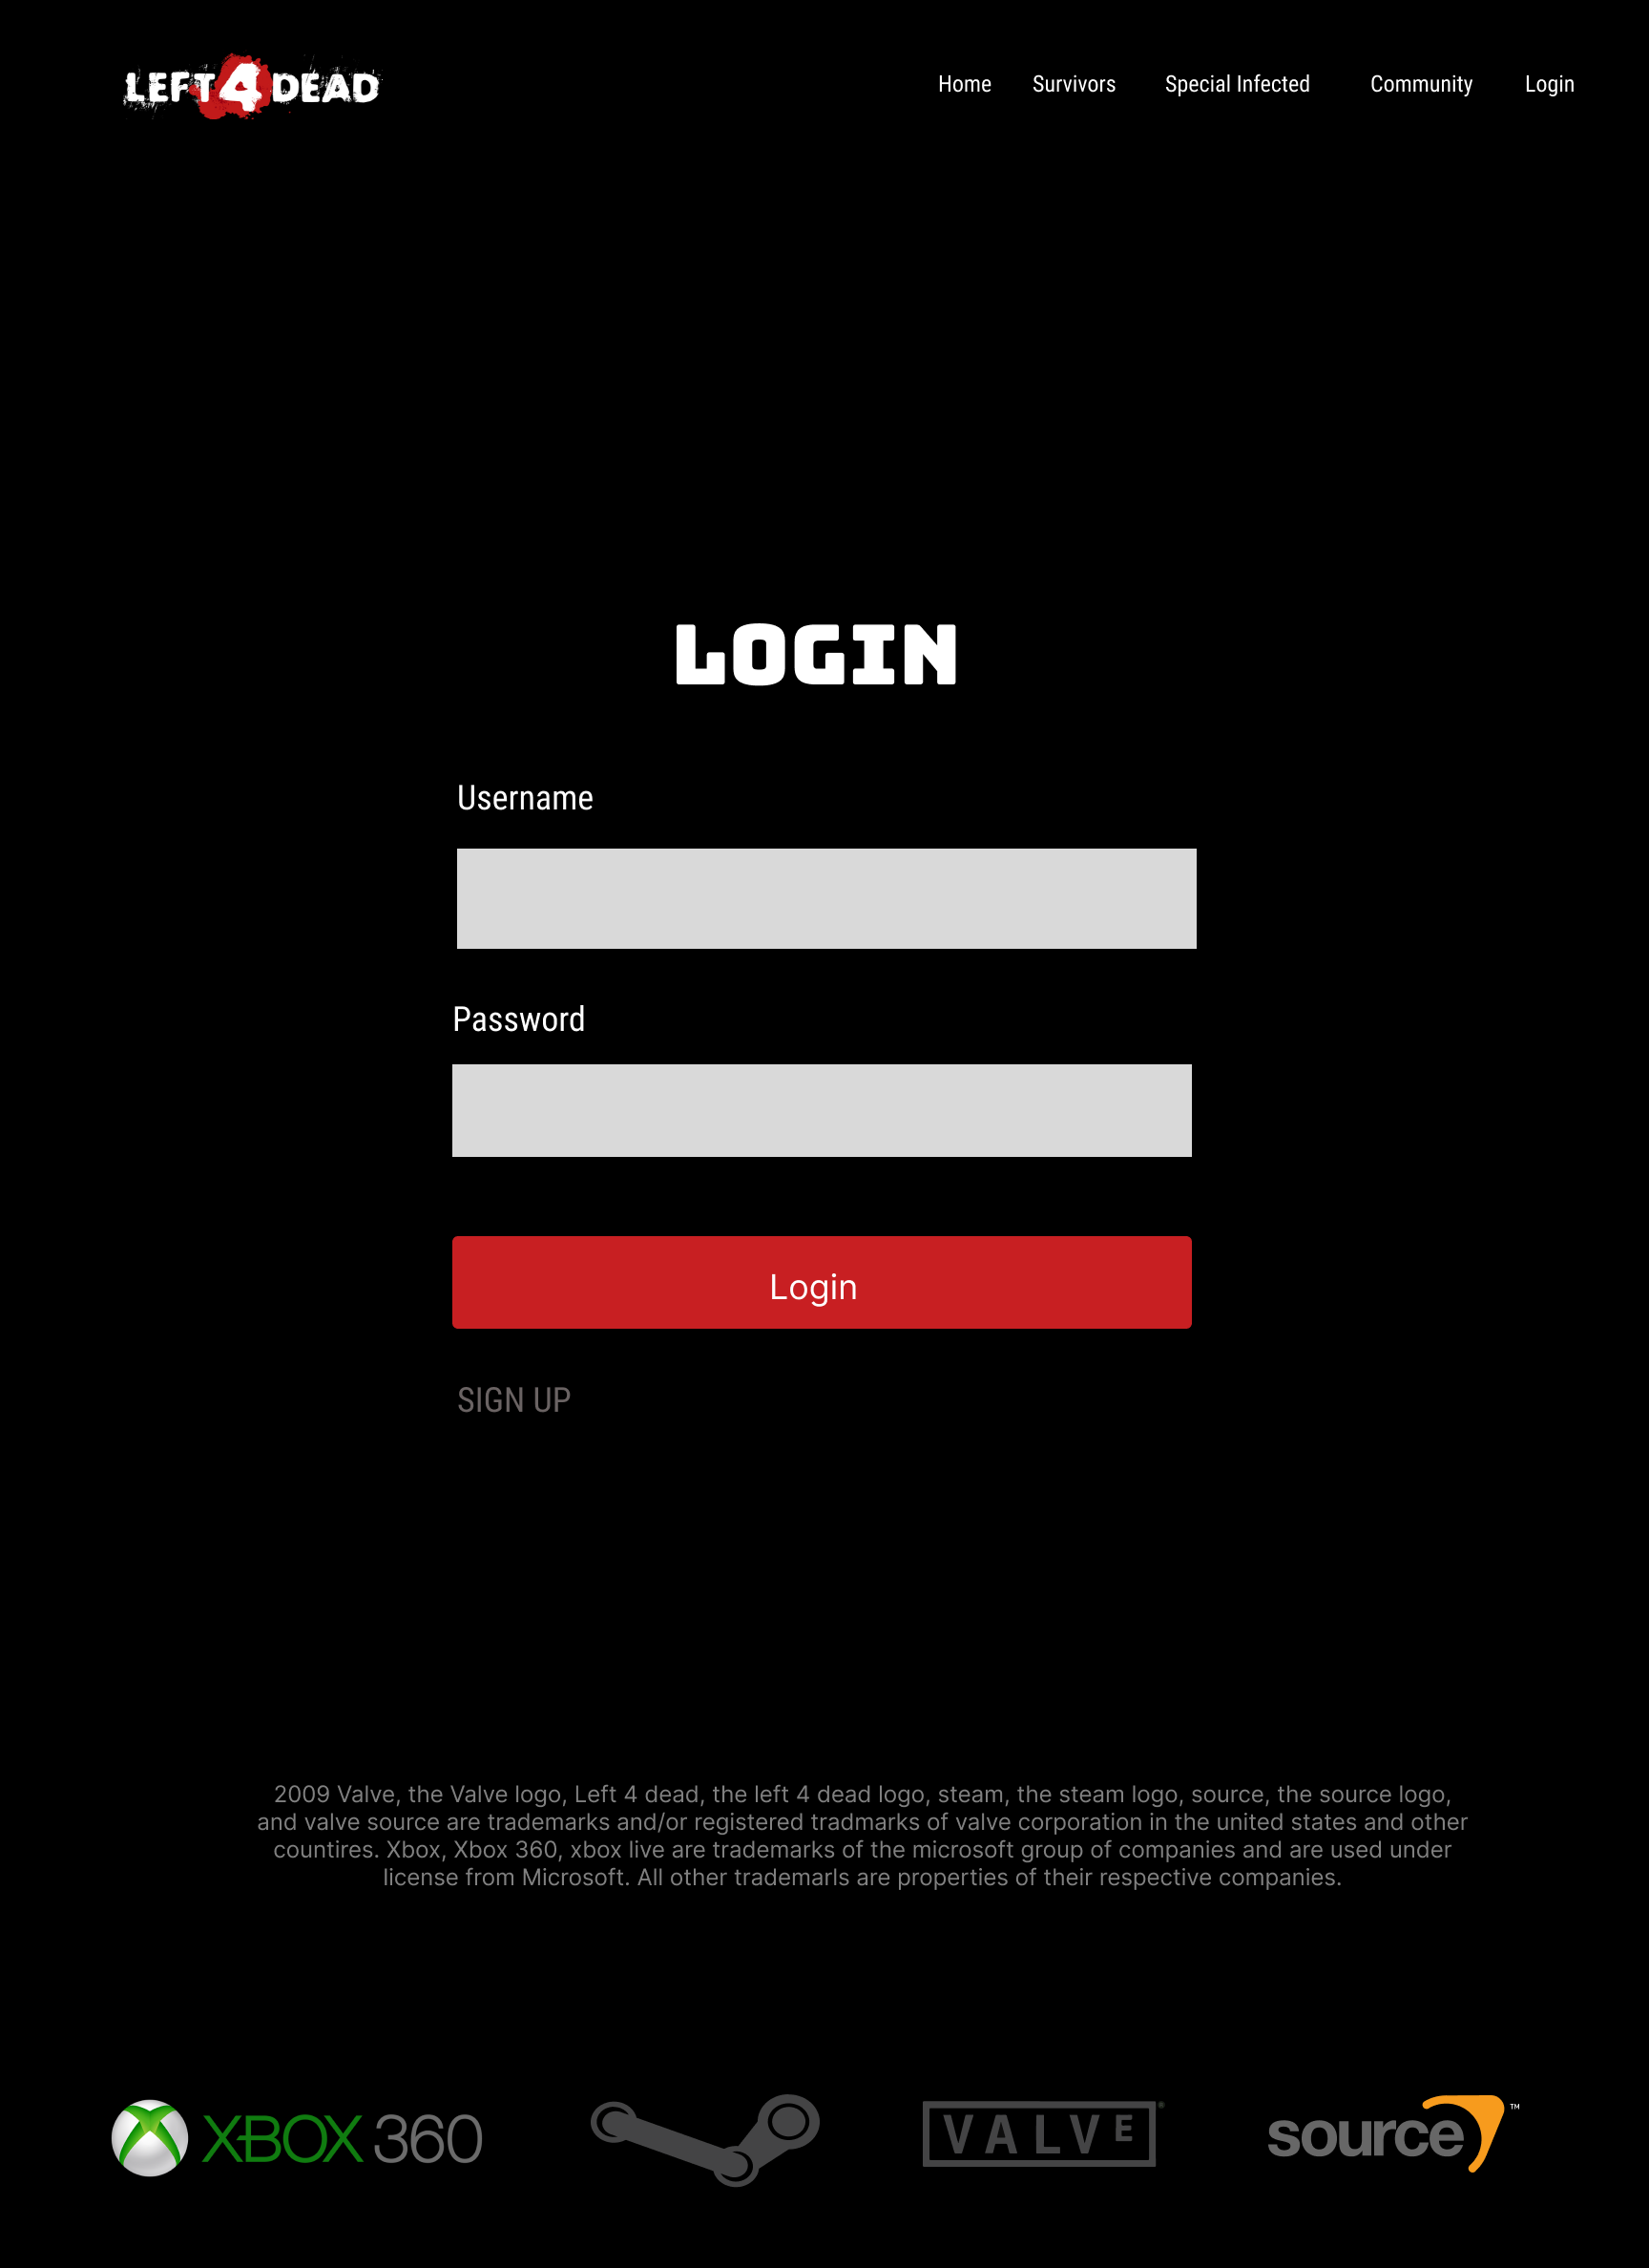 LEFT 4 DEAD
Home Survivors Special Infected Community Login
LOGIN
Username
Password
Login
SIGN UP
2009 Valve, the Valve logo, Left 4 dead, the left 4 dead logo, steam, the steam logo, source, the source logo,
and valve source are trademarks and/or registered tradmarks of valve corporation in the united states and other
countires. Xbox, Xbox 360, xbox live are trademarks of the microsoft group of companies and are used under
license from Microsoft. All other trademarls are properties of their respective companies.
XBOX 360 VALVE® source™